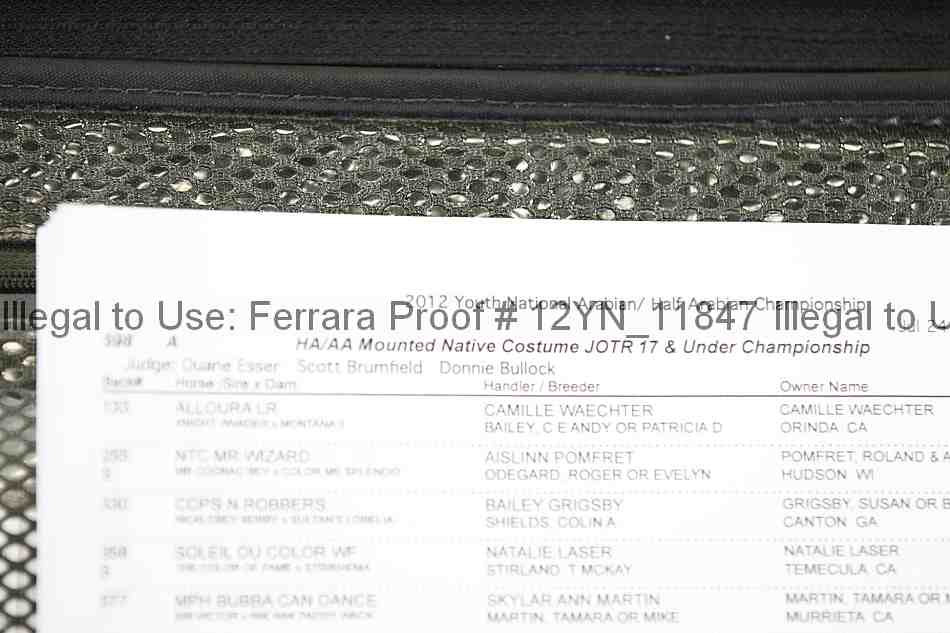 2012 Youth National Arabian/ Half Arabian Championship
Illegal to Use: Ferrara Proof # 12YN_11847 Illegal to U
Jul 24
398 A HA/AA Mounted Native Costume JOTR 17 & Under Championship
Judge: Duane Esser Scott Brumfield Donnie Bullock
Back# Horse /Sire x Dam Handler / Breeder Owner Name
ALLOURA LR CAMILLE WAECHTER CAMILLE WAECHTER
BAILEY, C E ANDY OR PATRICIA D ORINDA CA
NTC MR WIZARD AISLINN POMFRET POMFRET, ROLAND & A
ODEGARD, ROGER OR EVELYN HUDSON WI
COPS N ROBBERS BAILEY GRIGSBY GRIGSBY, SUSAN OR B
SHIELDS, COLIN A CANTON GA
SOLEIL DU COLOR WF NATALIE LASER NATALIE LASER
STIRLAND, T MCKAY TEMECULA CA
MPH BUBBA CAN DANCE SKYLAR ANN MARTIN MARTIN, TAMARA OR M
MARTIN, TAMARA OR MIKE MURRIETA CA